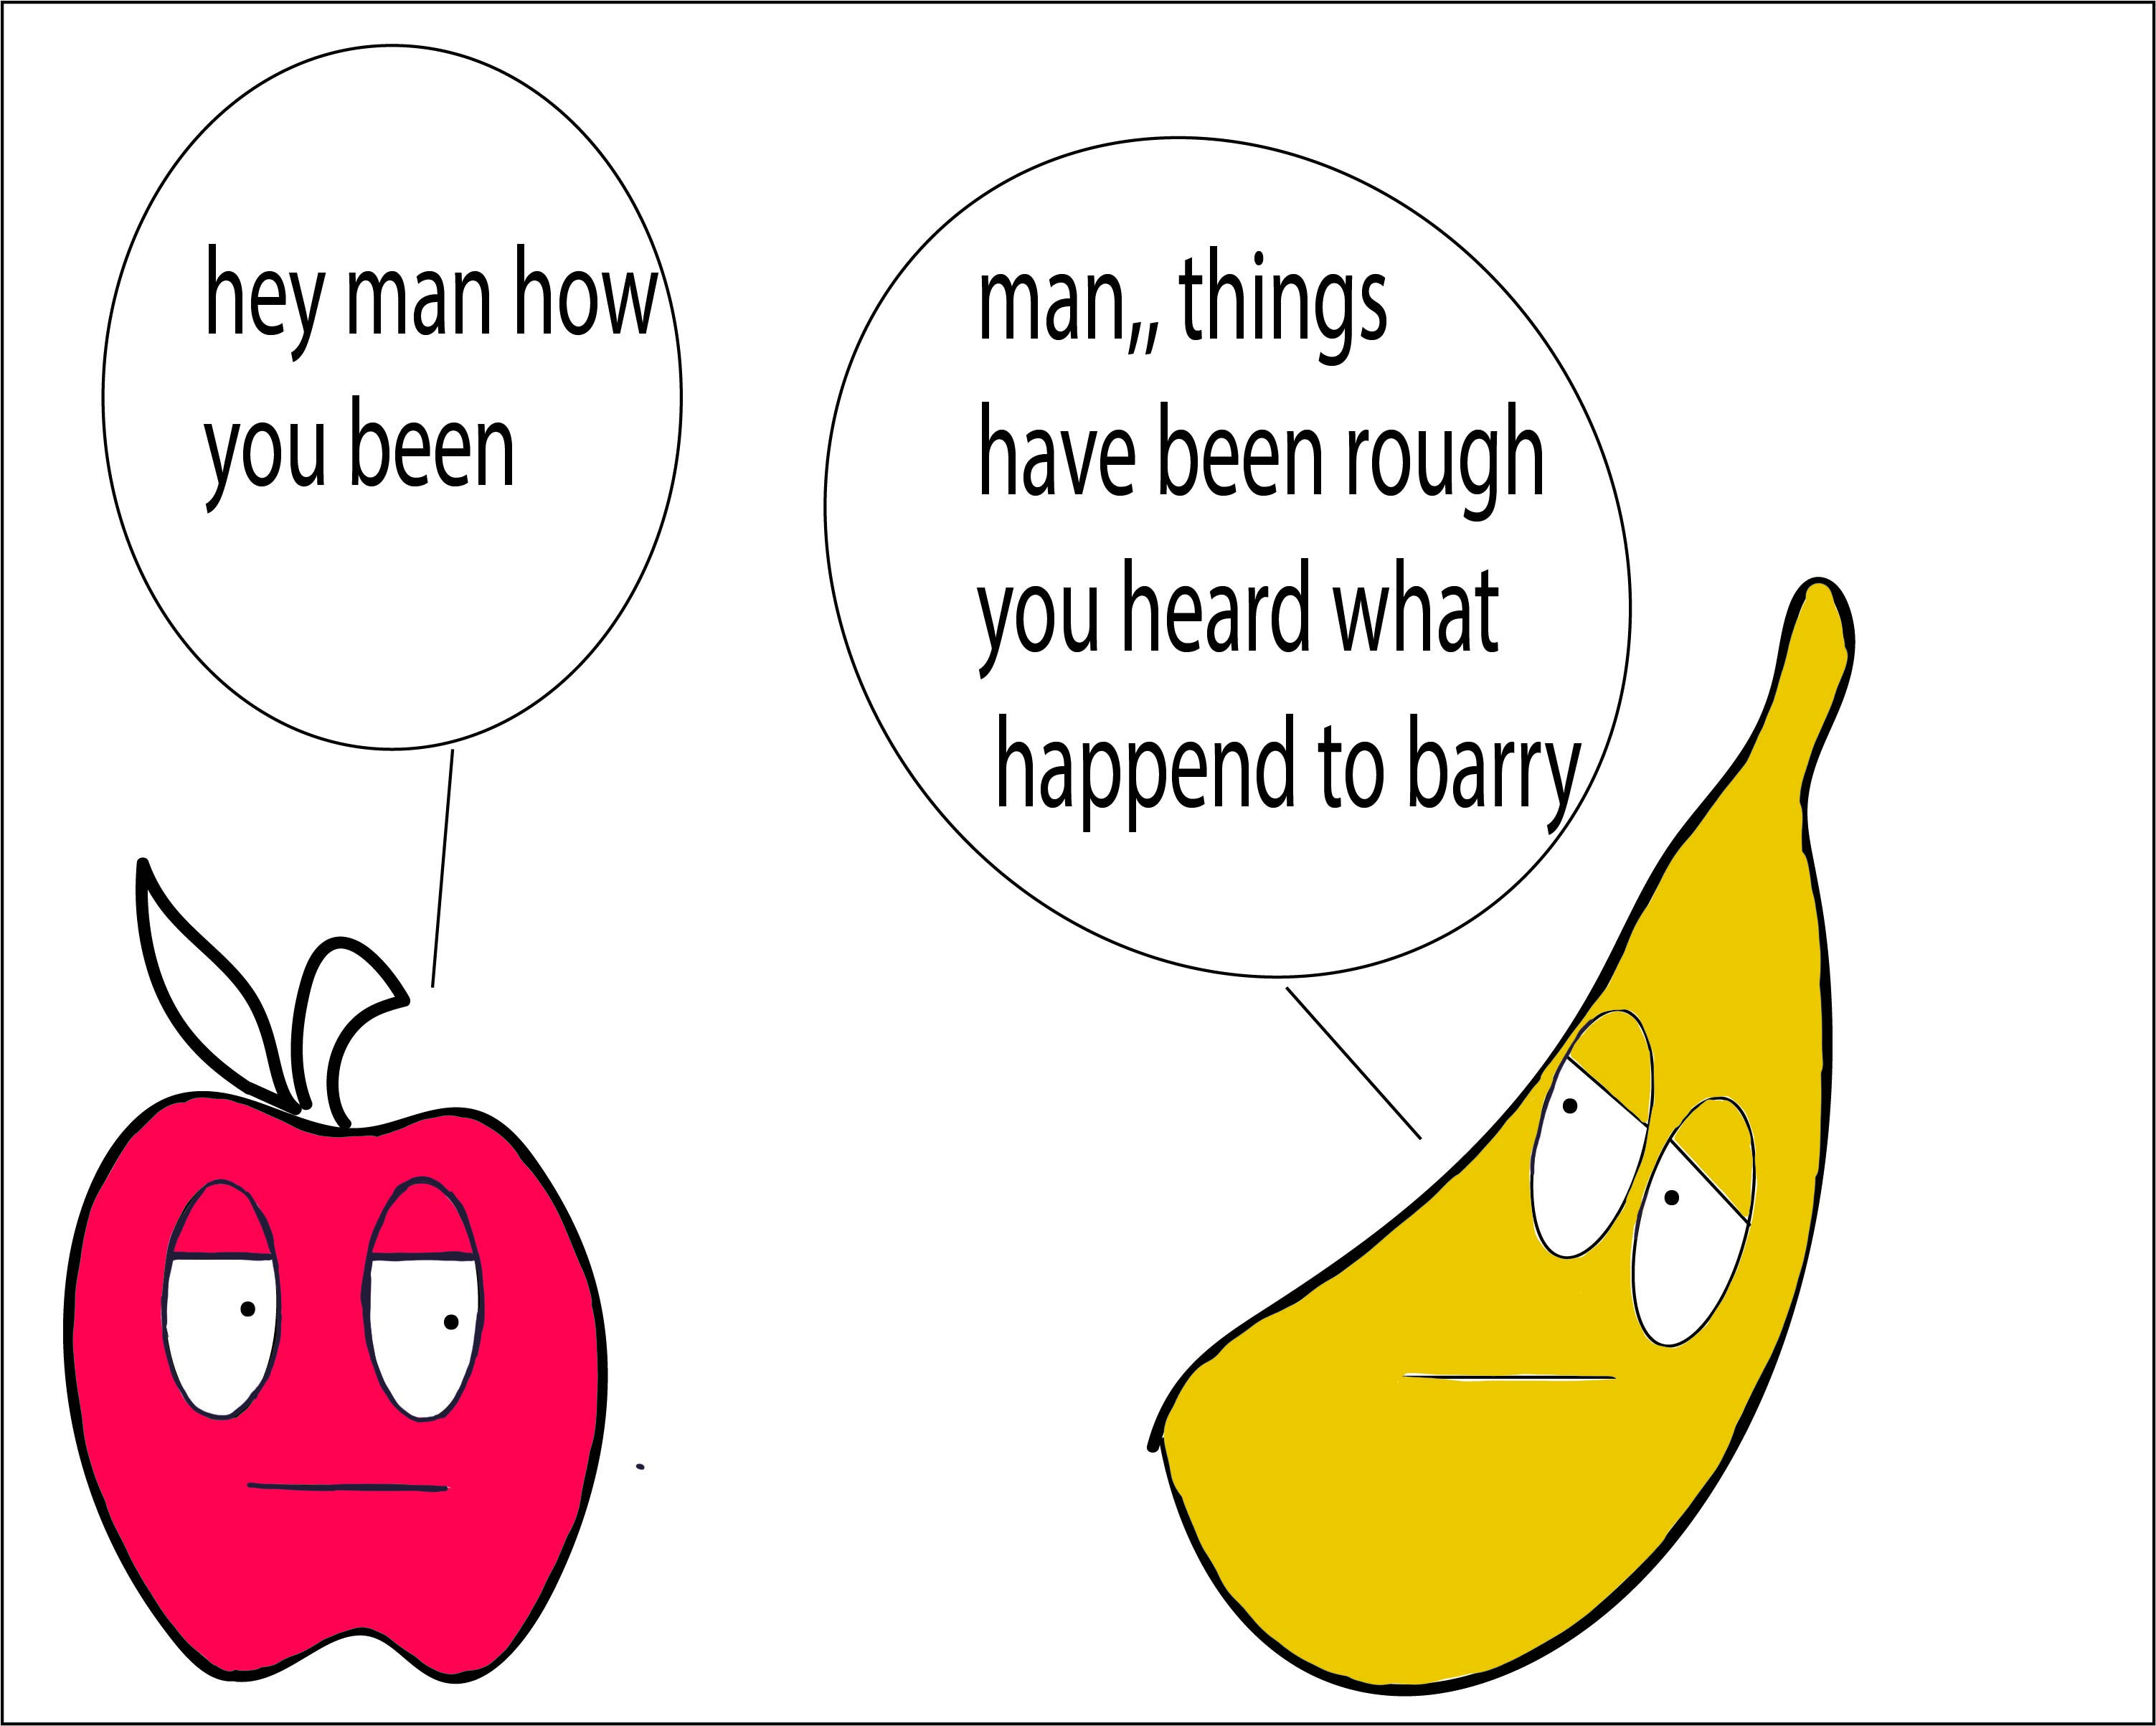 hey man how
you been
man,, things
have been rough
you heard what
happend to barry